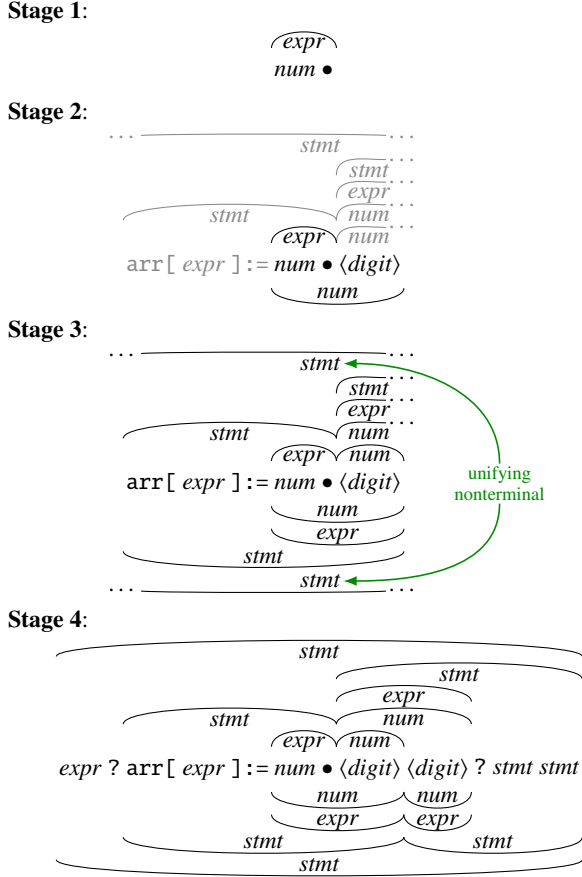 Stage 1:
expr
num •
Stage 2:
... ...
stmt
...
stmt
...
expr
...
stmt num
...
expr num
arr[ expr ]:= num • ⟨digit⟩
num
Stage 3:
... ...
stmt
...
stmt
...
expr
...
stmt num
expr num
arr[ expr ]:= num • ⟨digit⟩
unifying
nonterminal
num
expr
stmt
stmt
... ...
Stage 4:
stmt
stmt
expr
stmt num
expr num
expr ? arr[ expr ]:= num • ⟨digit⟩ ⟨digit⟩ ? stmt stmt
num num
expr expr
stmt stmt
stmt